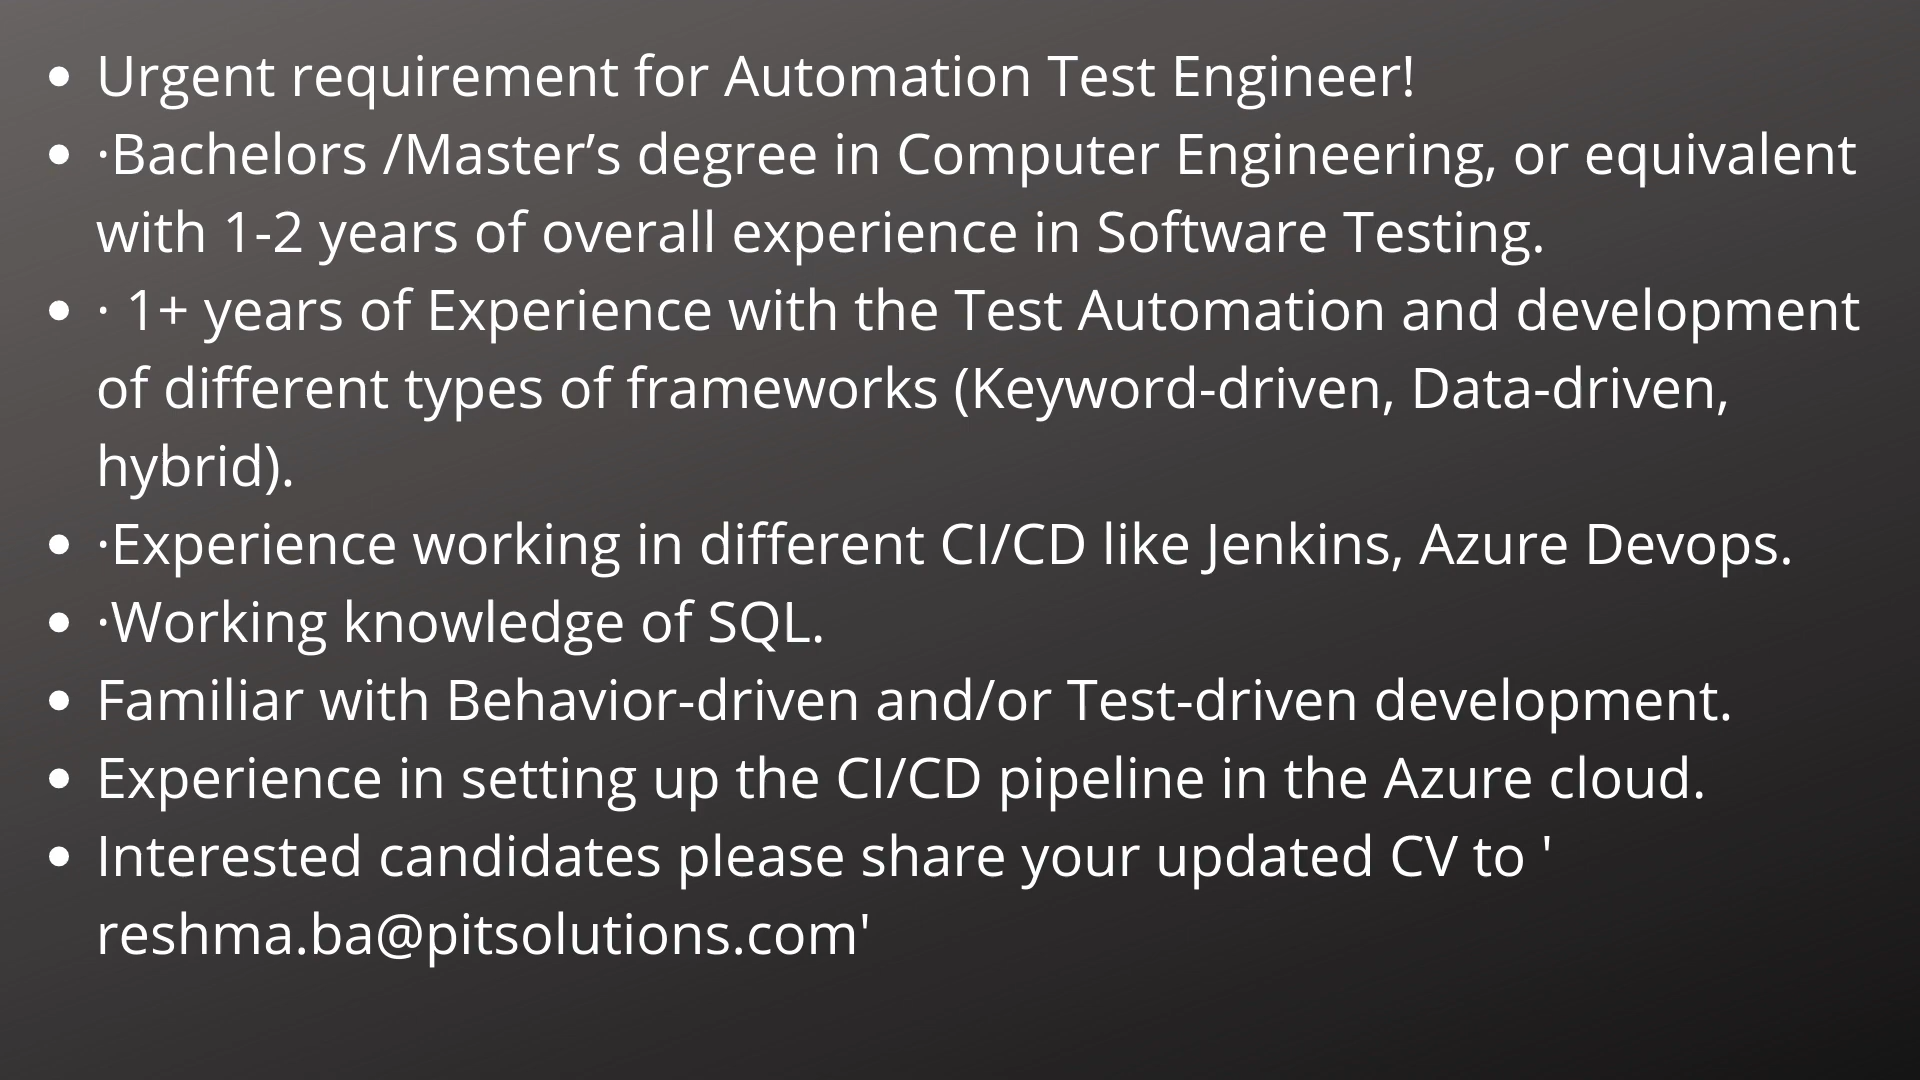 • Urgent requirement for Automation Test Engineer!
• ·Bachelors /Master’s degree in Computer Engineering, or equivalent
with 1-2 years of overall experience in Software Testing.
• · 1+ years of Experience with the Test Automation and development
of different types of frameworks (Keyword-driven, Data-driven,
hybrid).
• ·Experience working in different CI/CD like Jenkins, Azure Devops.
• ·Working knowledge of SQL.
• Familiar with Behavior-driven and/or Test-driven development.
• Experience in setting up the CI/CD pipeline in the Azure cloud.
• Interested candidates please share your updated CV to '
reshma.ba@pitsolutions.com'